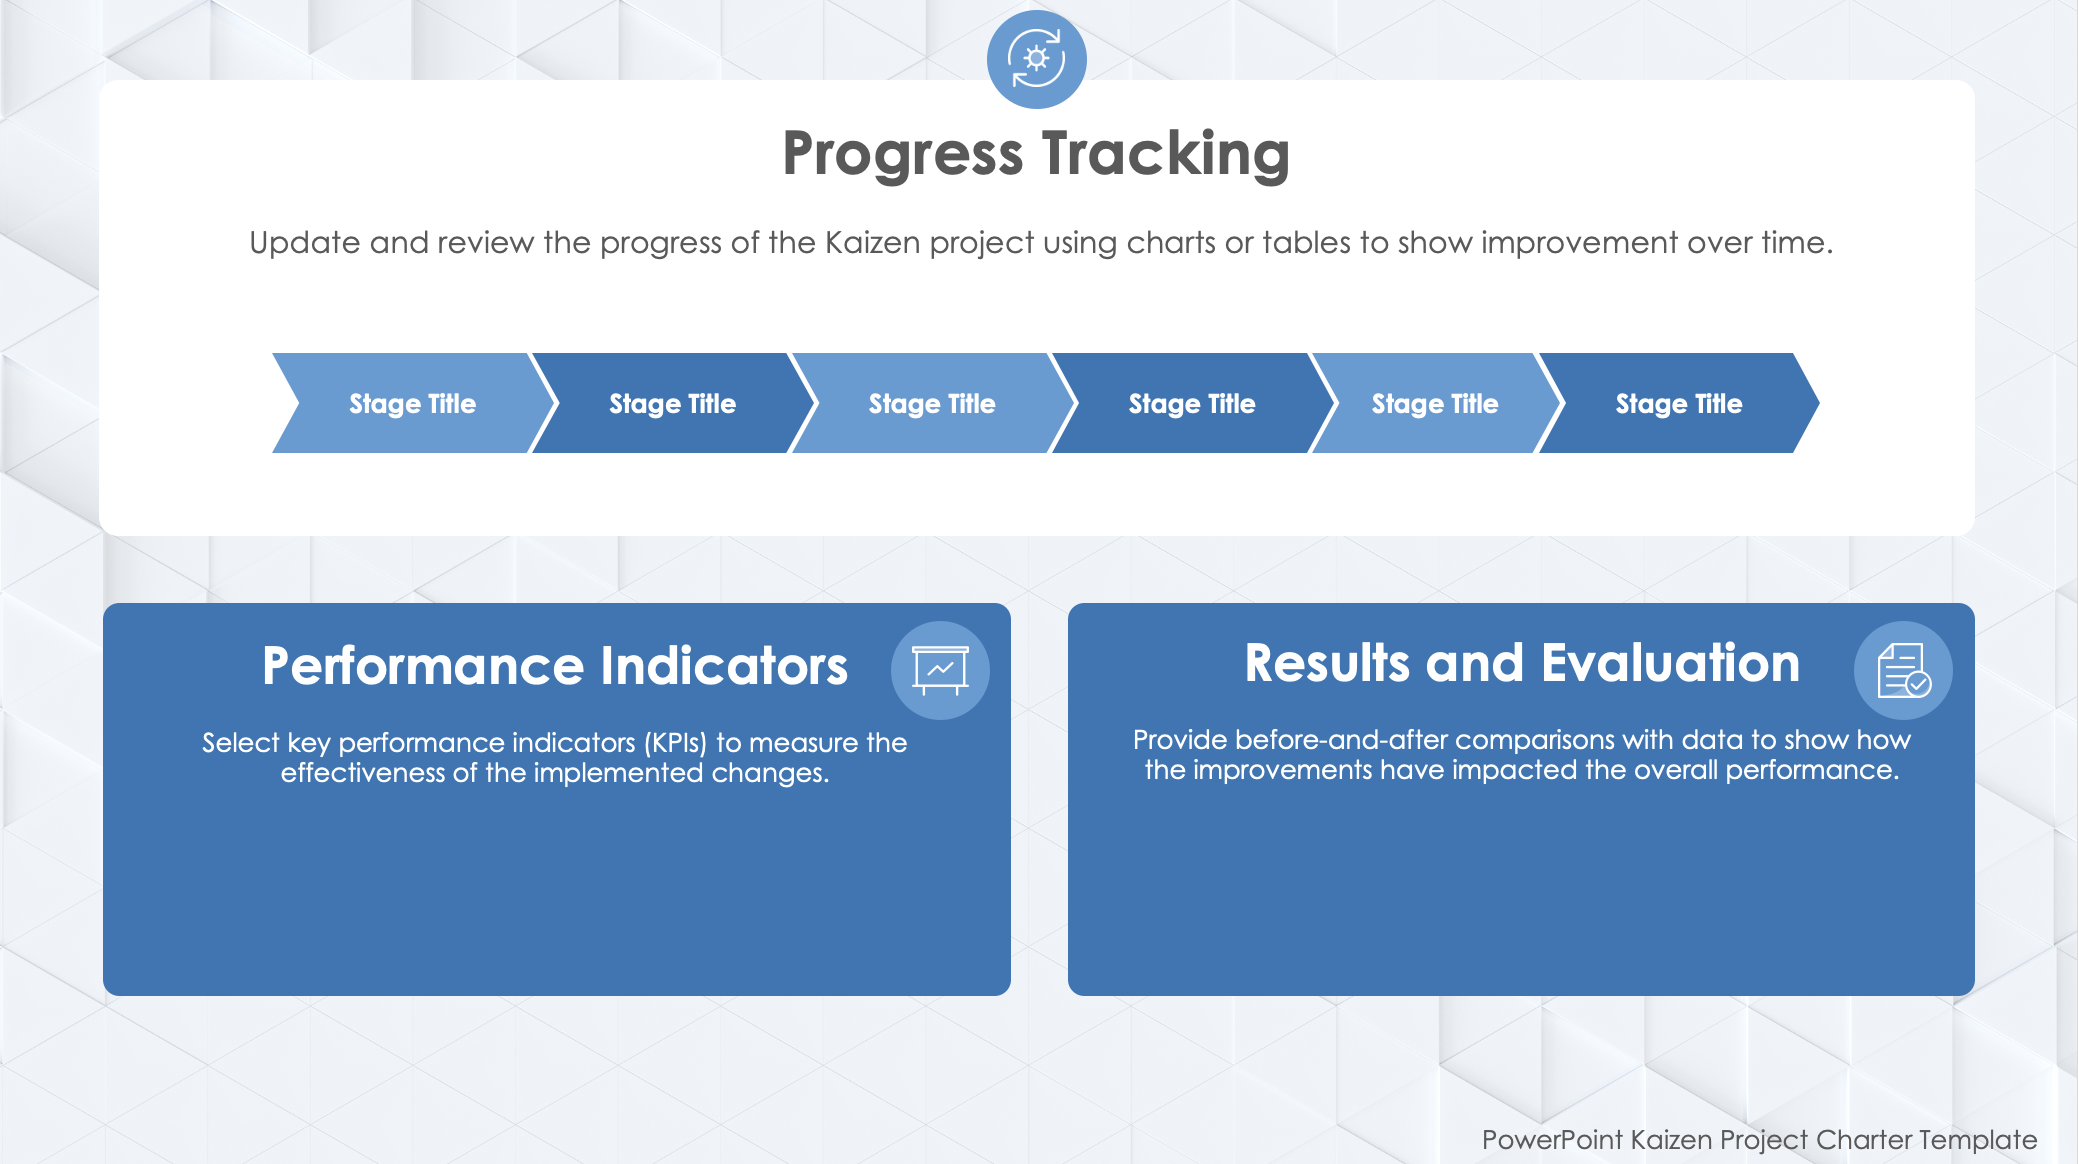 Progress Tracking
Update and review the progress of the Kaizen project using charts or tables to show improvement over time.
Stage Title
Stage Title
Stage Title
Stage Title
Stage Title
Stage Title
Performance Indicators
Select key performance indicators (KPIs) to measure the
effectiveness of the implemented changes.
Results and Evaluation
Provide before-and-after comparisons with data to show how
the improvements have impacted the overall performance.
PowerPoint Kaizen Project Charter Template